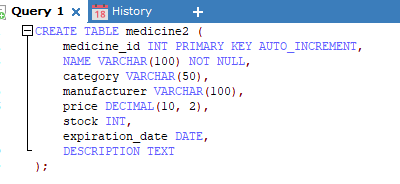 Query 1 × 18 History +
CREATE TABLE medicine2 (
medicine_id INT PRIMARY KEY AUTO_INCREMENT,
NAME VARCHAR(100) NOT NULL,
category VARCHAR(50),
manufacturer VARCHAR(100),
price DECIMAL(10, 2),
stock INT,
expiration_date DATE,
DESCRIPTION TEXT
);